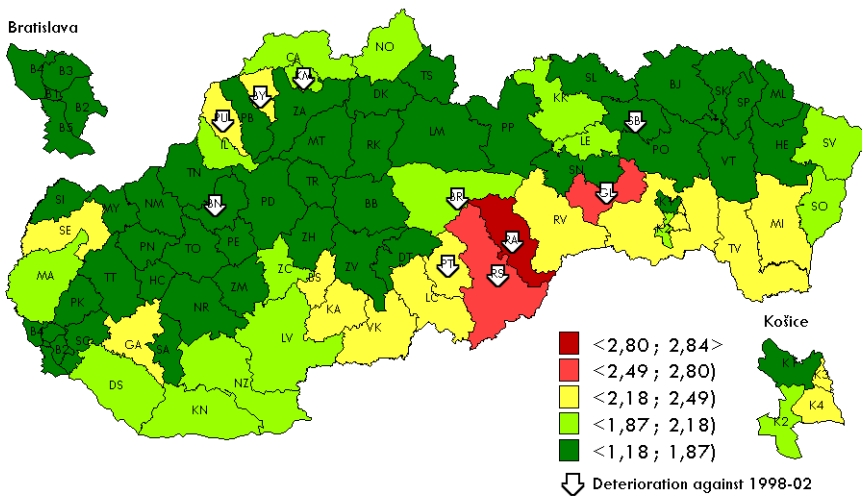 Bratislava
B4 B3
B1
B2
B5
NO
CA
KM
TS
BY
PU
PB
ZA
DK
IL
MT
RK
LM
PP
KK
SL
BJ
SK
SP
ML
SB
LE
PO
HE
SV
VT
TN
SN
GL
SI
MY
NM
BN
PD
TR
BB
BR
K1
SO
SE
RV
MI
PN
TO
PE
ZH
RA
K2
TV
MA
TT
HC
ZM
ZC
ZV
DT
PT
RS
BS
KA
LC
PK
NR
VK
B4
B2
SC
GA
SA
LV
DS
NZ
KN
Košice
K1
K3
K4
K2
<2,80 ; 2,84>
<2,49 ; 2,80)
<2,18 ; 2,49)
<1,87 ; 2,18)
<1,18 ; 1,87)
Deterioration against 1998-02